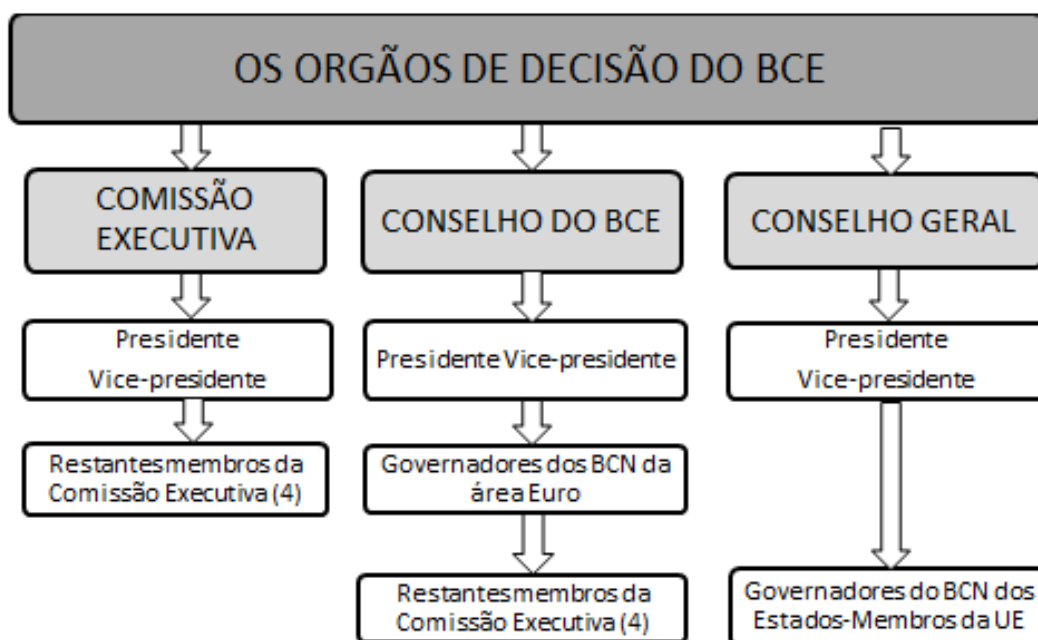 OS ORGÃOS DE DECISÃO DO BCE
COMISSÃO
EXECUTIVA
Presidente
Vice-presidente
Restantes membros da
Comissão Executiva (4)
CONSELHO DO BCE
Presidente Vice-presidente
Governadores dos BCN da
área Euro
Restantes membros da
Comissão Executiva (4)
CONSELHO GERAL
Presidente
Vice-presidente
Governadores do BCN dos
Estados-Membros da UE